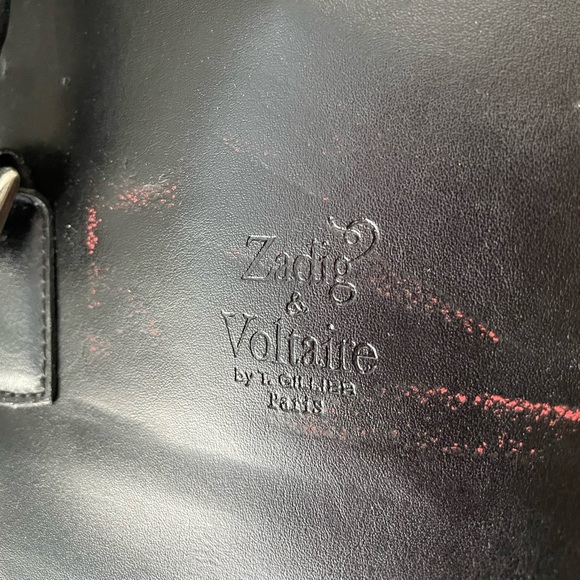 Zadig
&
Voltaire
by T. GILLIER
Paris